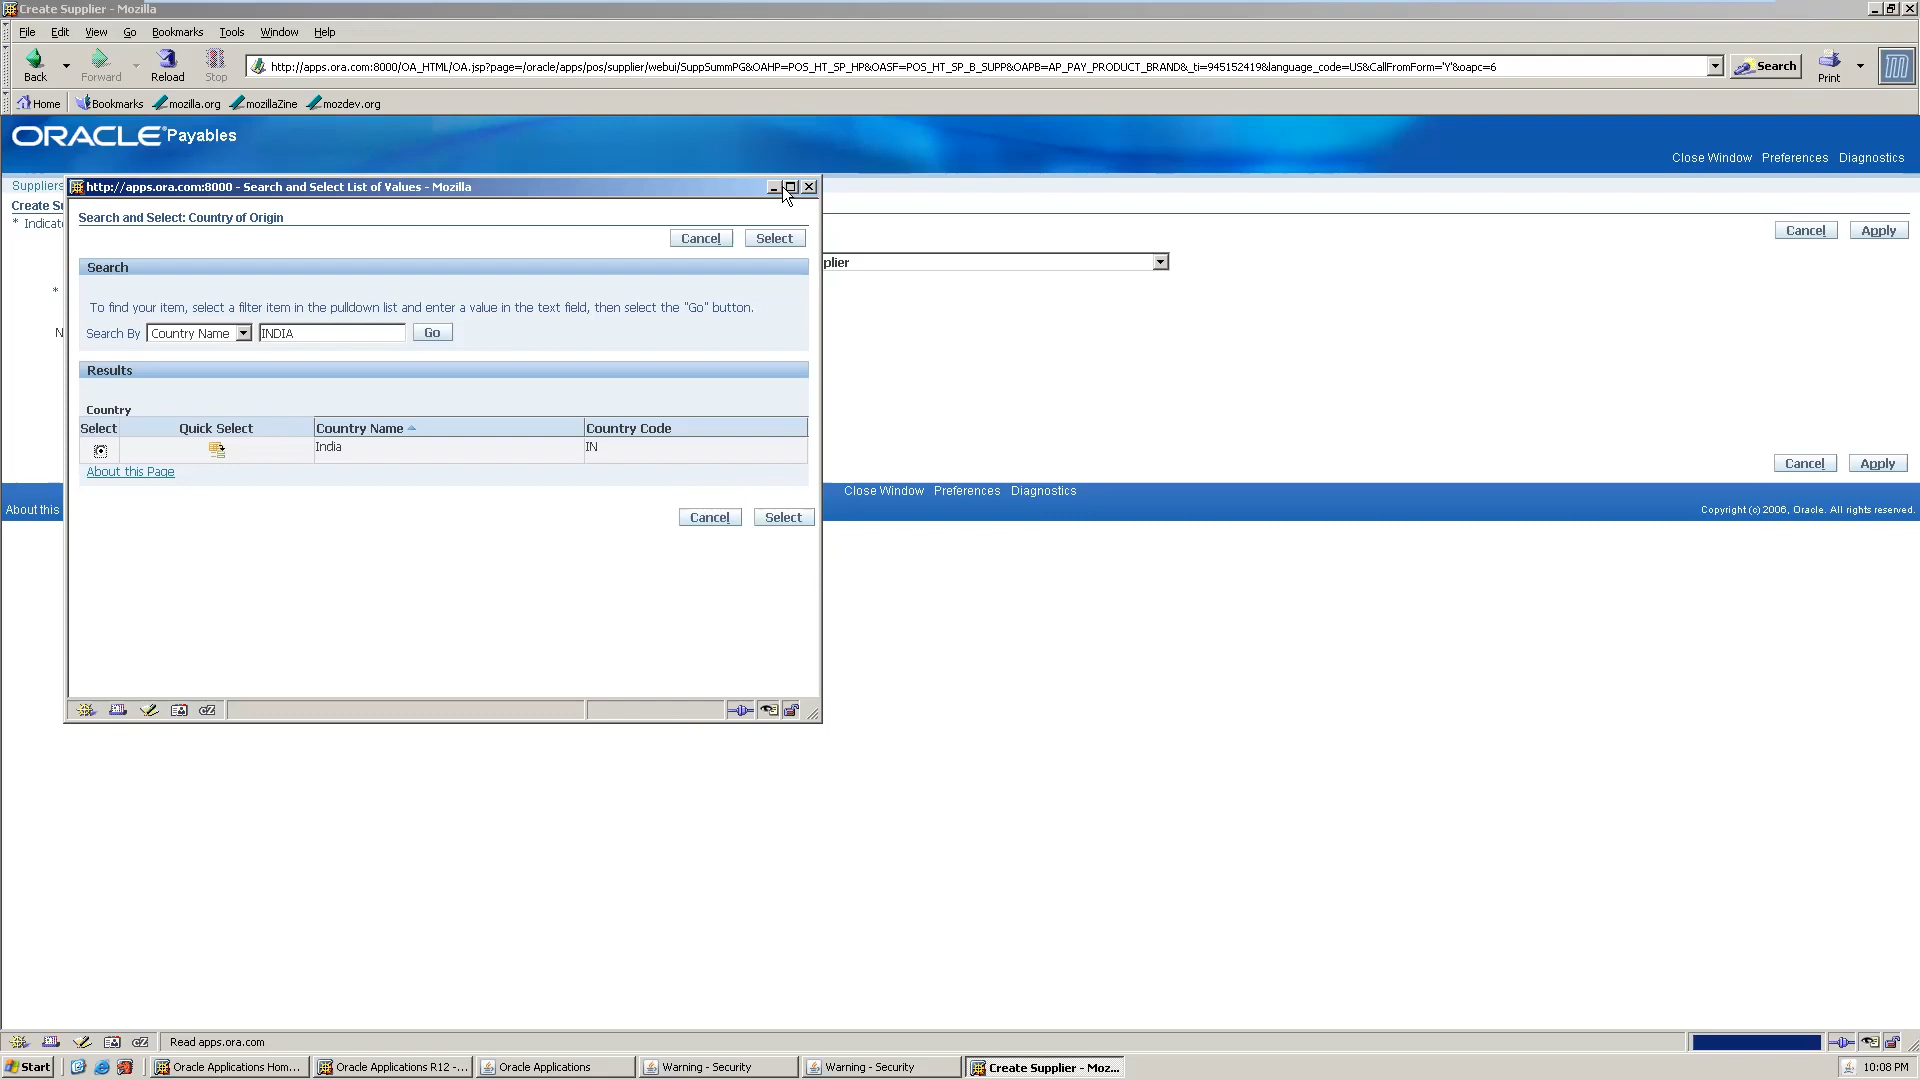 Create Supplier - Mozilla
File Edit View Go Bookmarks Tools Window Help
Back Forward Reload Stop http://apps.ora.com:8000/OA_HTML/OA.jsp?page=/oracle/apps/pos/supplier/webui/SuppSummPG&OAHP=POS_HT_SP_HP&OASF=POS_HT_SP_B_SUPP&OAPB=AP_PAY_PRODUCT_BRAND&_ti=945152419&language_code=US&CallFromForm='Y'&oapc=6 Search Print
Home Bookmarks mozilla.org mozillaZine mozdev.org
ORACLE Payables
Close Window Preferences Diagnostics
Suppliers
http://apps.ora.com:8000 - Search and Select List of Values - Mozilla
Create Su
* Indicate
Search and Select: Country of Origin
Cancel Select
Cancel Apply
plier
Search
*
To find your item, select a filter item in the pulldown list and enter a value in the text field, then select the "Go" button.
N
Search By Country Name INDIA Go
Results
Country
Select Quick Select Country Name Country Code
India IN
About this Page
Cancel Apply
Close Window Preferences Diagnostics
About this
Copyright (c) 2006, Oracle. All rights reserved.
Cancel Select
Read apps.ora.com
Start Oracle Applications Hom... Oracle Applications R12 -... Oracle Applications Warning - Security Warning - Security Create Supplier - Moz... 10:08 PM